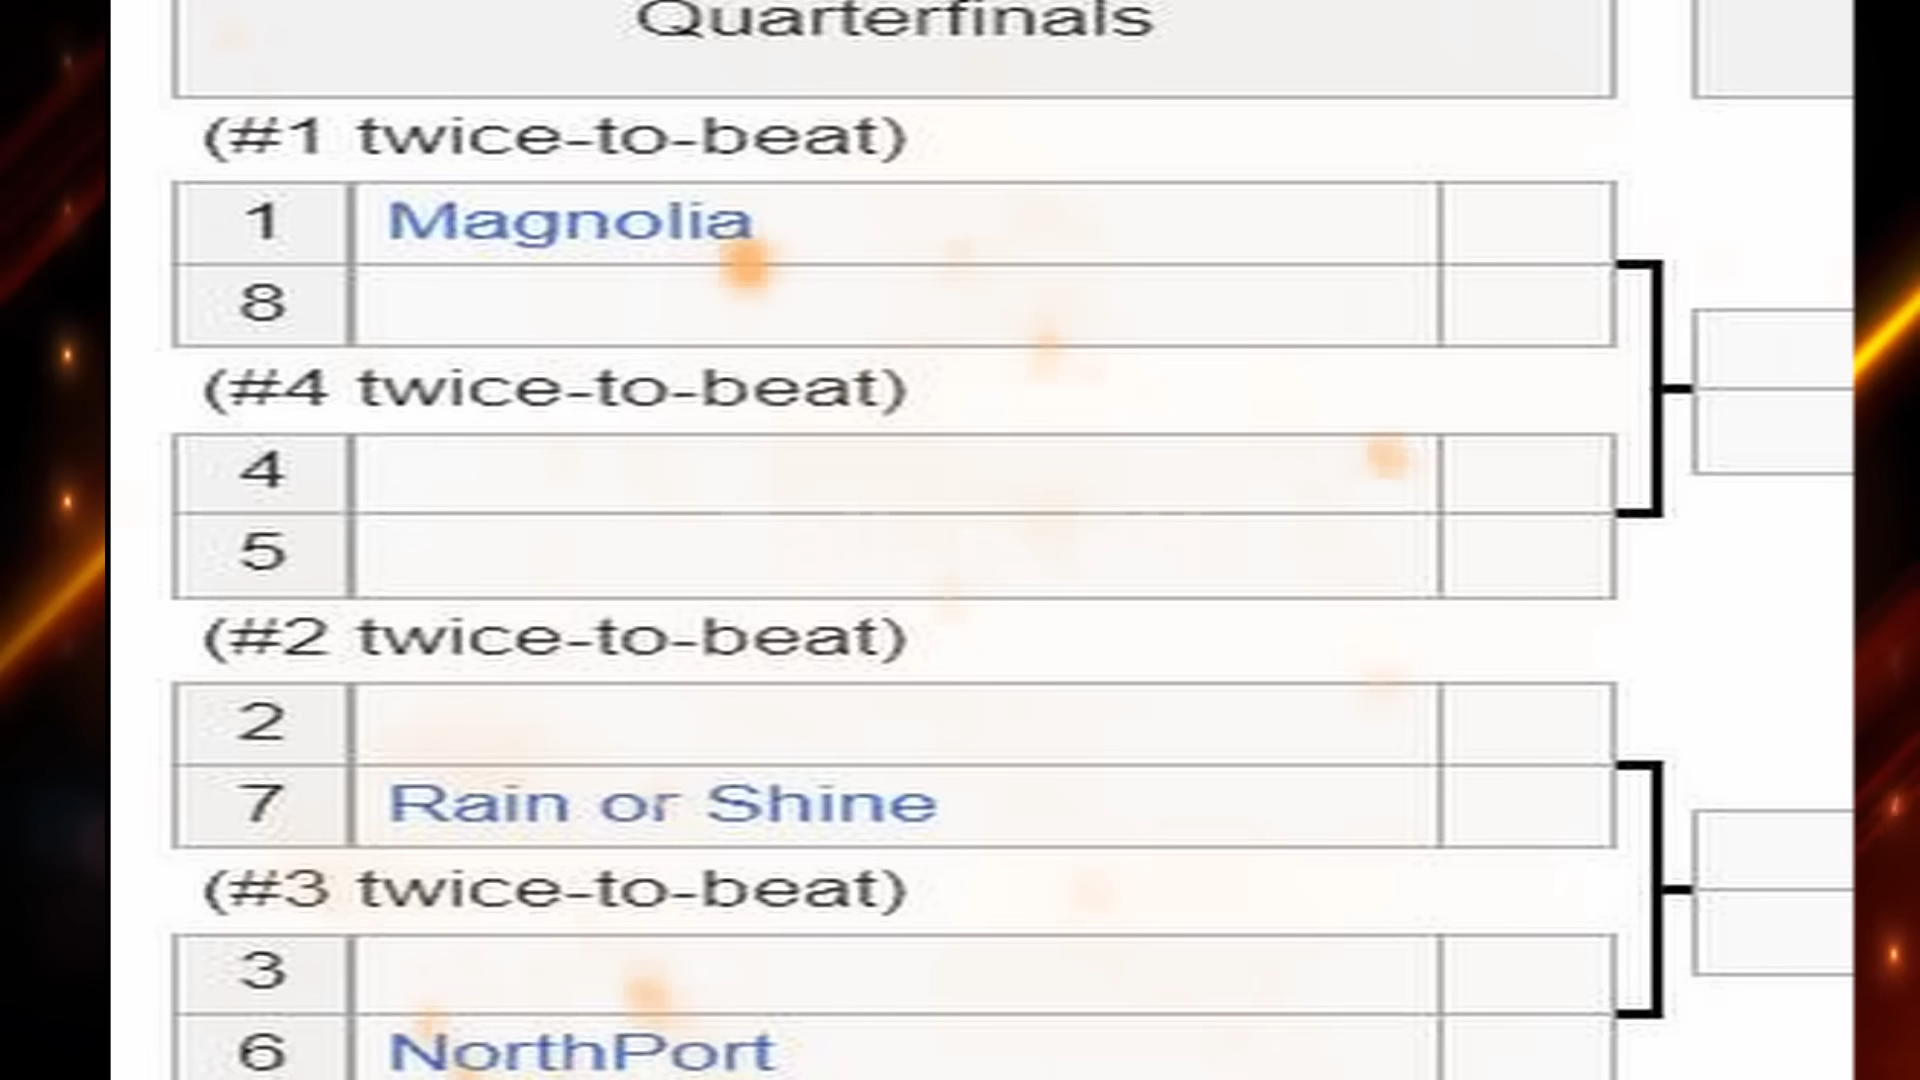 Quarterfinals
(#1 twice-to-beat)
1 Magnolia
8
(#4 twice-to-beat)
4
5
(#2 twice-to-beat)
2
7 Rain or Shine
(#3 twice-to-beat)
3
6 NorthPort